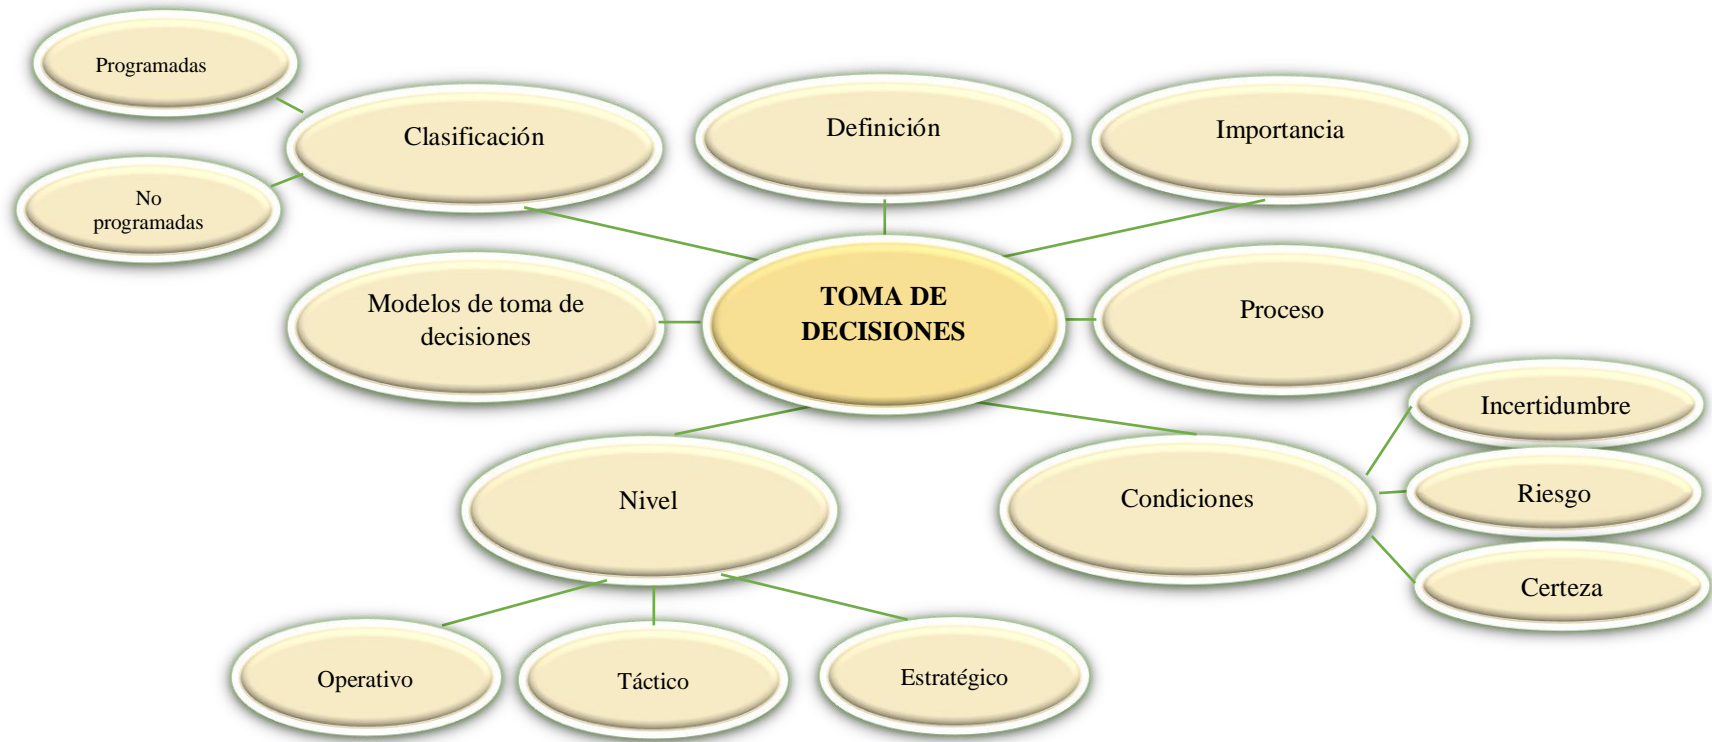 Programadas
Clasificación
Definición
Importancia
No
programadas
Modelos de toma de
decisiones
TOMA DE
DECISIONES
Proceso
Incertidumbre
Nivel
Condiciones
Riesgo
Certeza
Operativo
Táctico
Estratégico